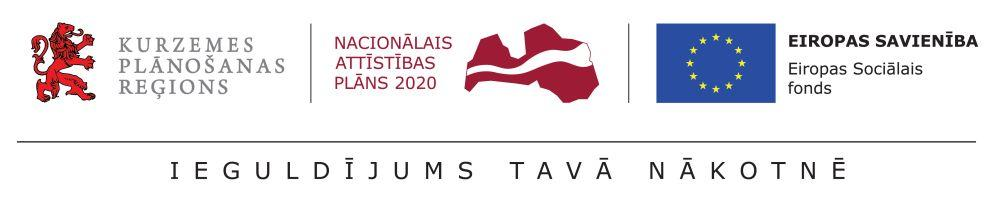 KURZEMES
PLĀNOŠANAS
REĢIONS
NACIONĀLAIS
ATTĪSTĪBAS
PLĀNS 2020
EIROPAS SAVIENĪBA
Eiropas Sociālais
fonds
IEGULDĪJUMS TAVĀ NĀKOTNĒ